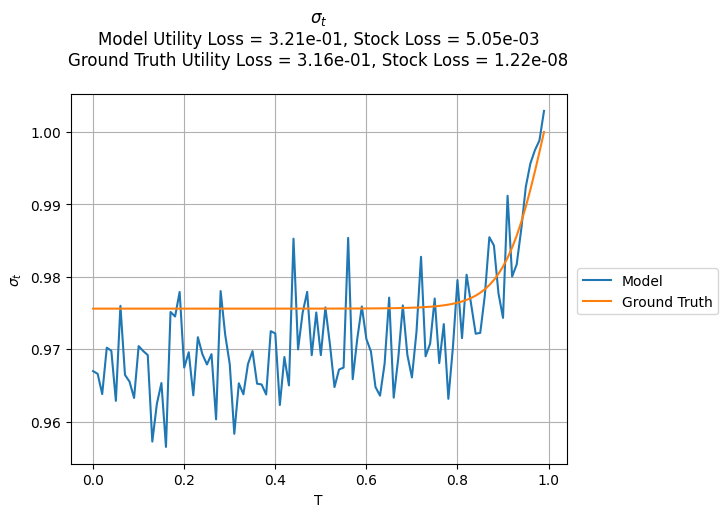 σₜ
Model Utility Loss = 3.21e-01, Stock Loss = 5.05e-03
Ground Truth Utility Loss = 3.16e-01, Stock Loss = 1.22e-08
1.00
0.99
0.98
0.97
0.96
σₜ
0.0 0.2 0.4 0.6 0.8 1.0
T
Model
Ground Truth